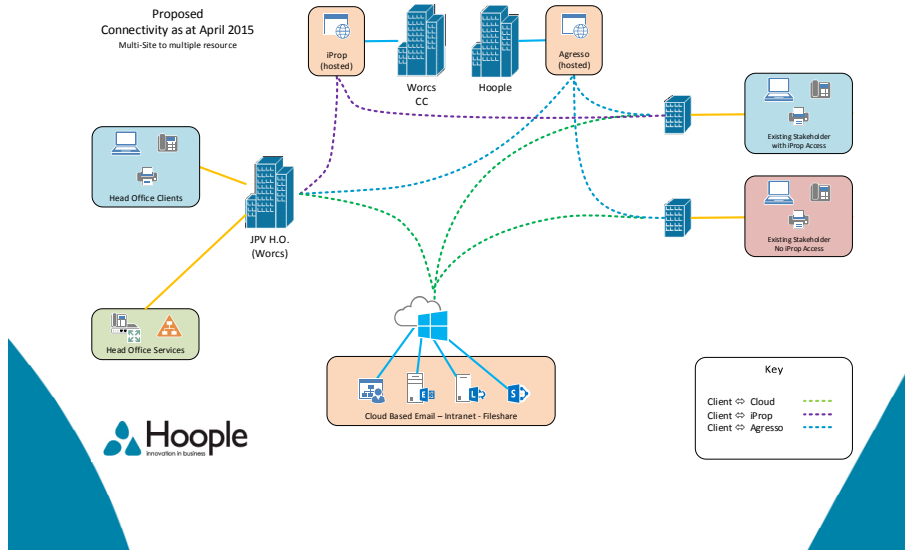 Proposed
Connectivity as at April 2015
Multi-Site to multiple resource
iProp
(hosted)
Worcs
CC
Hoople
Agresso
(hosted)
Existing Stakeholder
with iProp Access
Head Office Clients
JPV H.O.
(Worcs)
Existing Stakeholder
No iProp Access
Head Office Services
E
L
S
Cloud Based Email – Intranet - Fileshare
Key
Client ⇔ Cloud
Client ⇔ iProp
Client ⇔ Agresso
Hoople
innovation in business